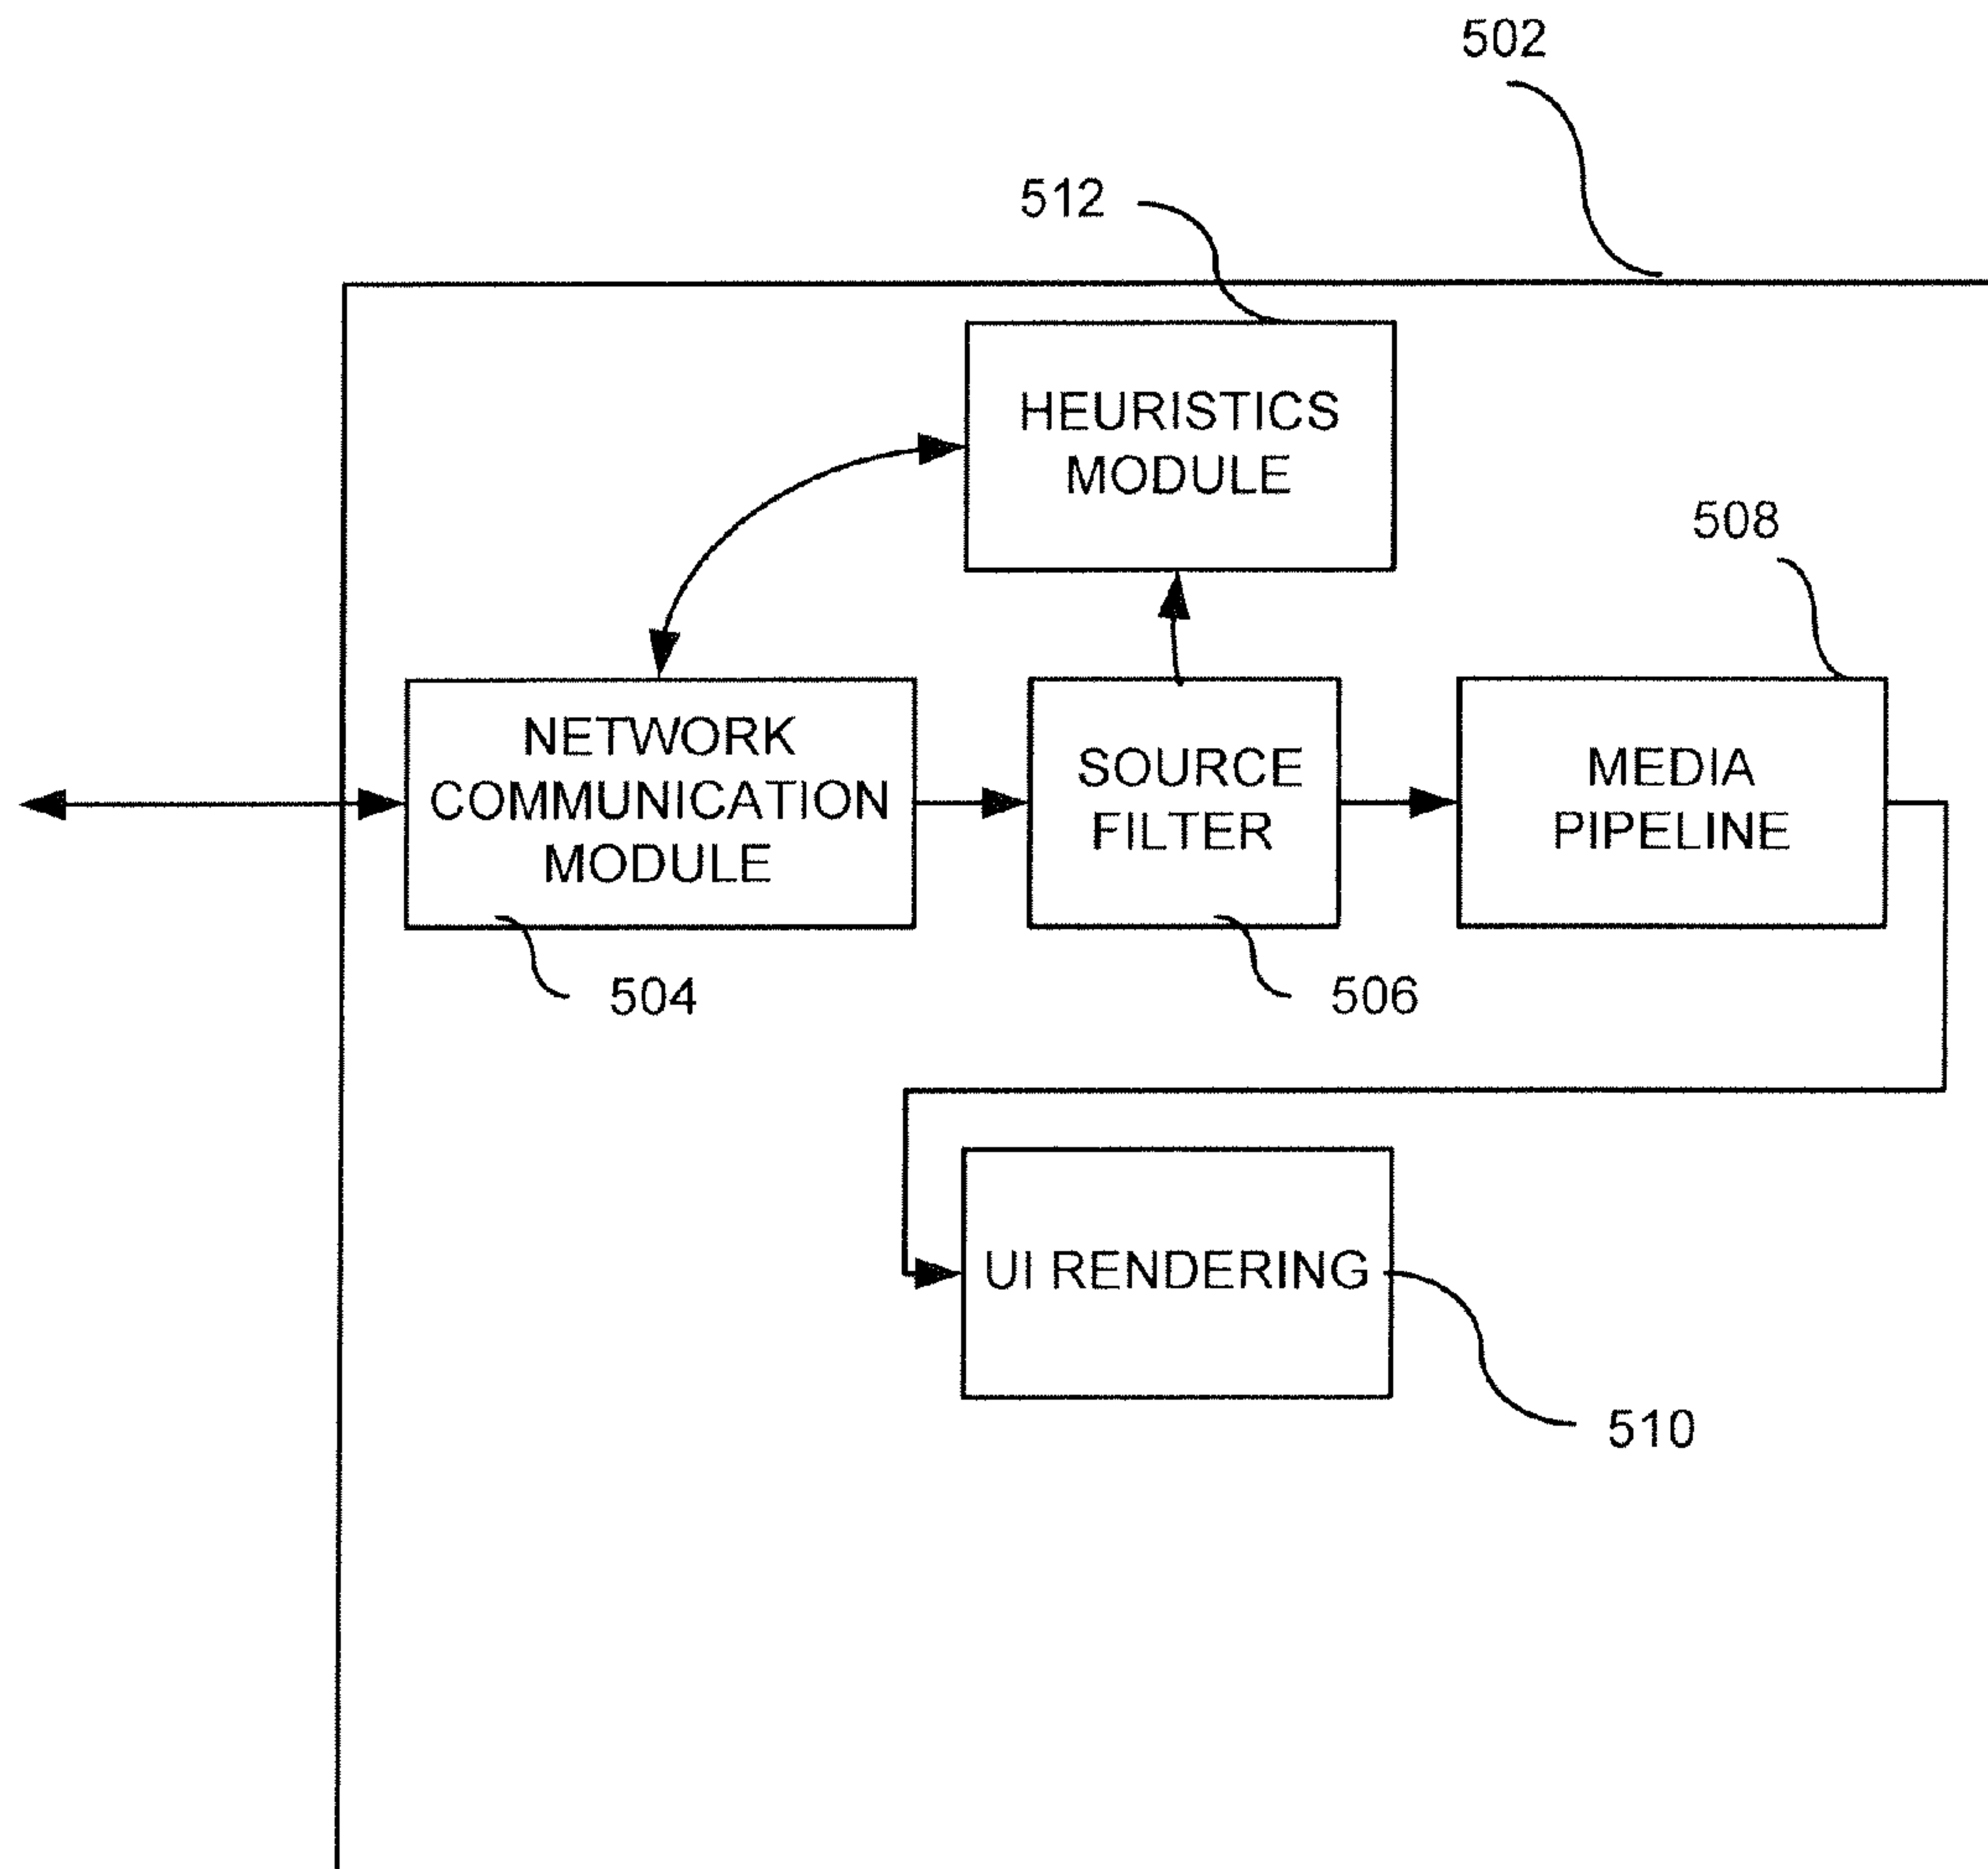 502
512
HEURISTICS
MODULE
508
NETWORK
COMMUNICATION
MODULE
SOURCE
FILTER
MEDIA
PIPELINE
504
506
UI RENDERING
510